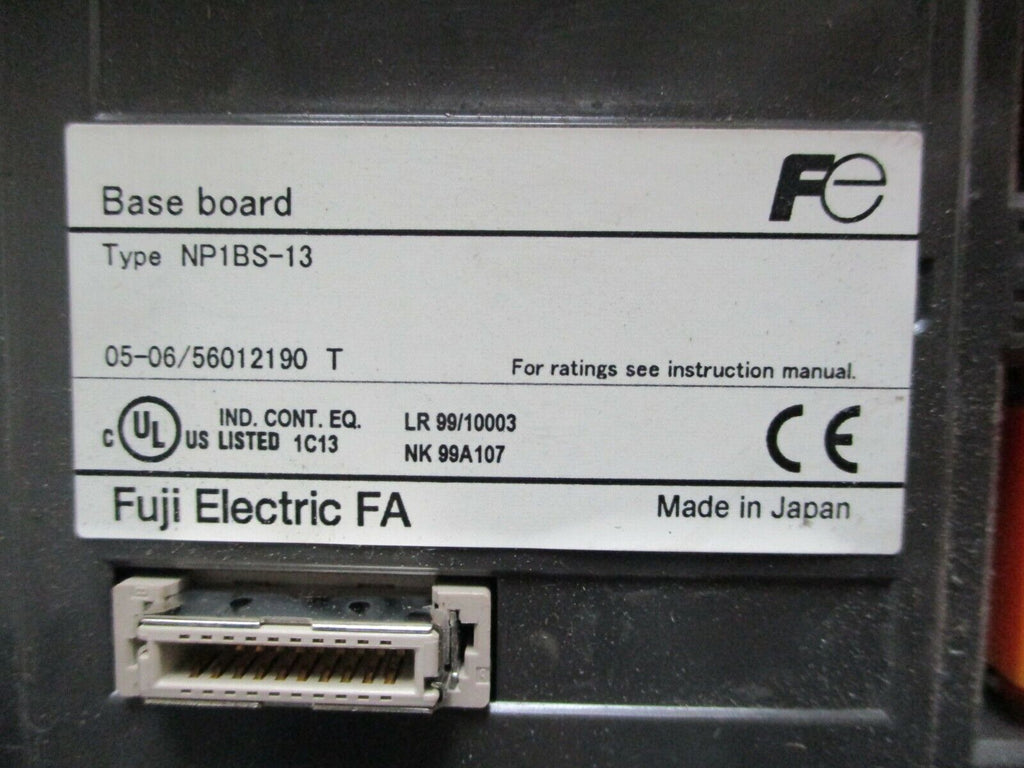 Base board
Fe
Type NP1BS-13
05-06/56012190 T
For ratings see instruction manual.
C UL US
IND. CONT. EQ.
LISTED 1C13
LR 99/10003
NK 99A107
CE
Fuji Electric FA
Made in Japan